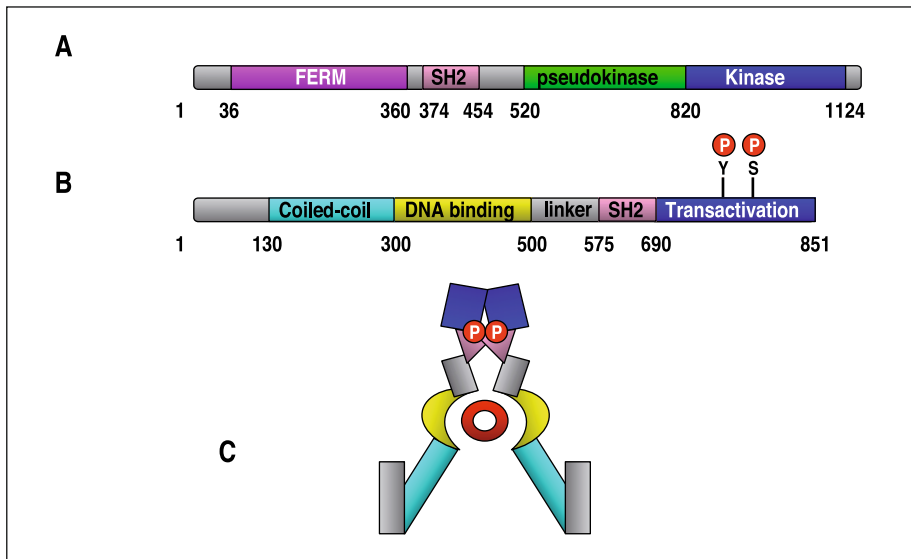 A
FERM SH2 pseudokinase Kinase
1 36 360 374 454 520 820 1124
P P
Y S
B
Coiled-coil DNA binding linker SH2 Transactivation
1 130 300 500 575 690 851
P P
C